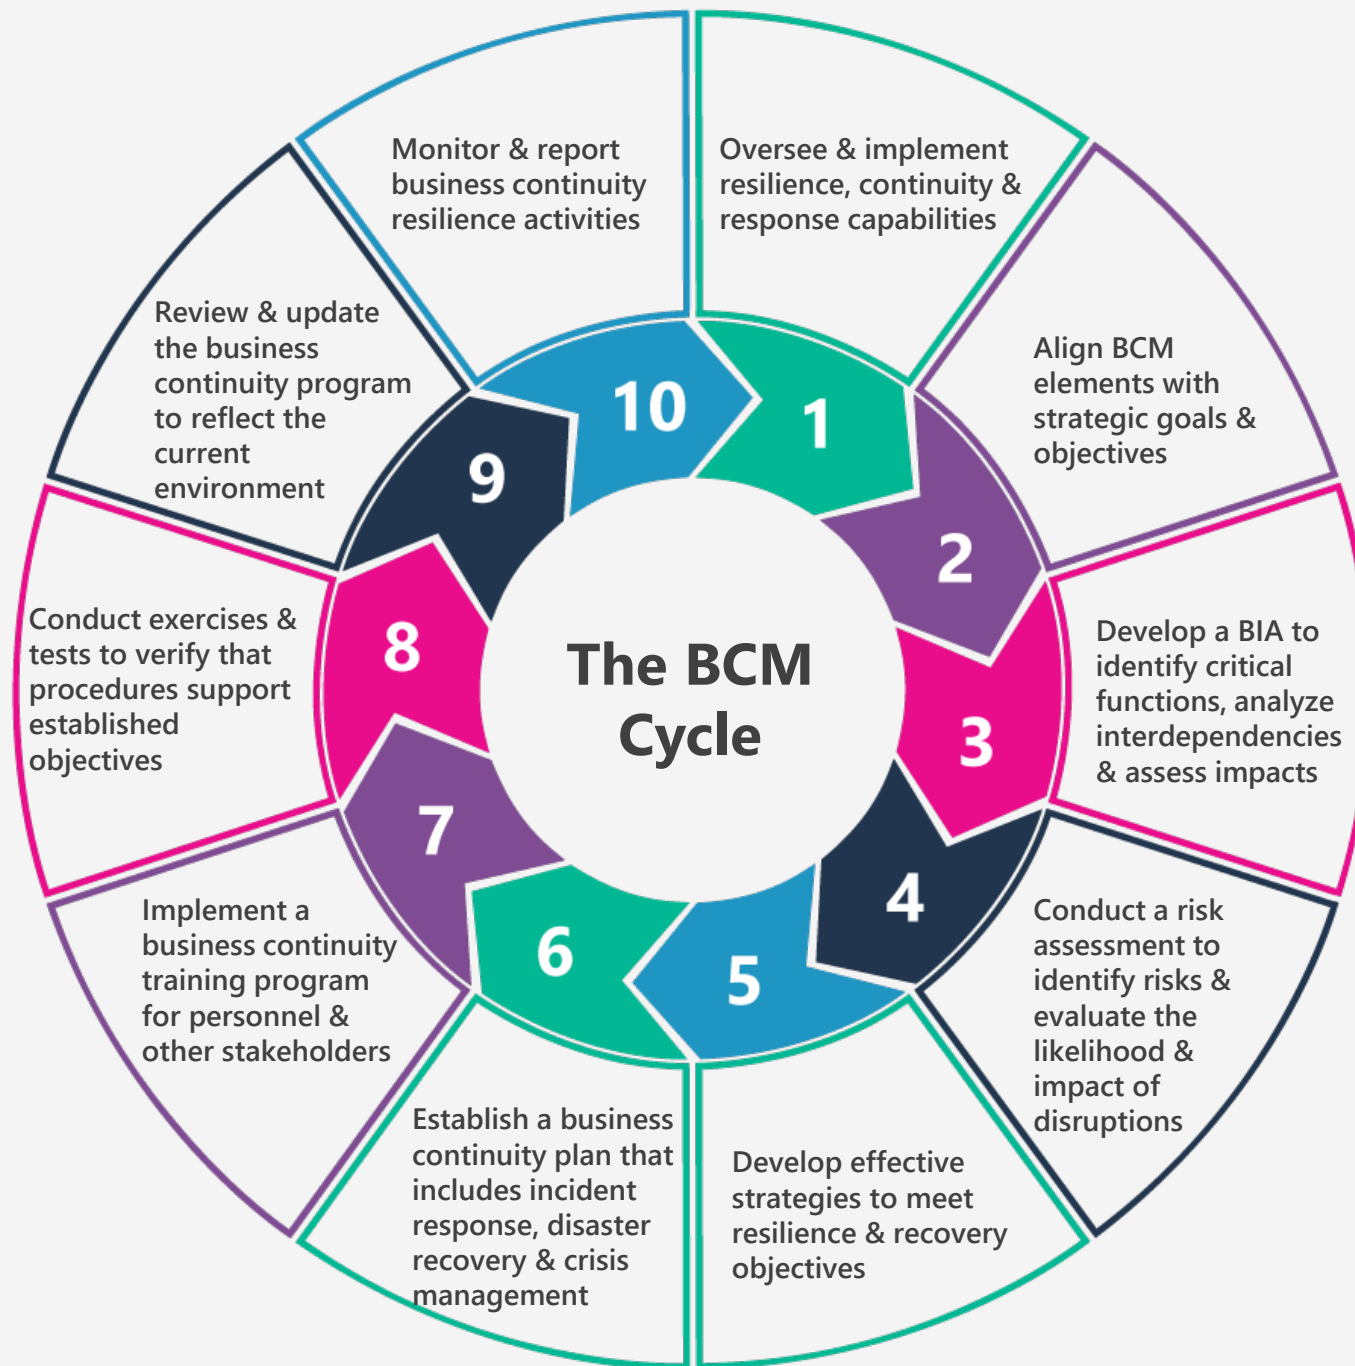 The BCM
Cycle
1
Oversee & implement
resilience, continuity &
response capabilities
2
Align BCM
elements with
strategic goals &
objectives
3
Develop a BIA to
identify critical
functions, analyze
interdependencies
& assess impacts
4
Conduct a risk
assessment to
identify risks &
evaluate the
likelihood &
impact of
disruptions
5
Develop effective
strategies to meet
resilience & recovery
objectives
6
Establish a business
continuity plan that
includes incident
response, disaster
recovery & crisis
management
7
Implement a
business continuity
training program
for personnel &
other stakeholders
8
Conduct exercises &
tests to verify that
procedures support
established
objectives
9
Review & update
the business
continuity program
to reflect the
current
environment
10
Monitor & report
business continuity
resilience activities